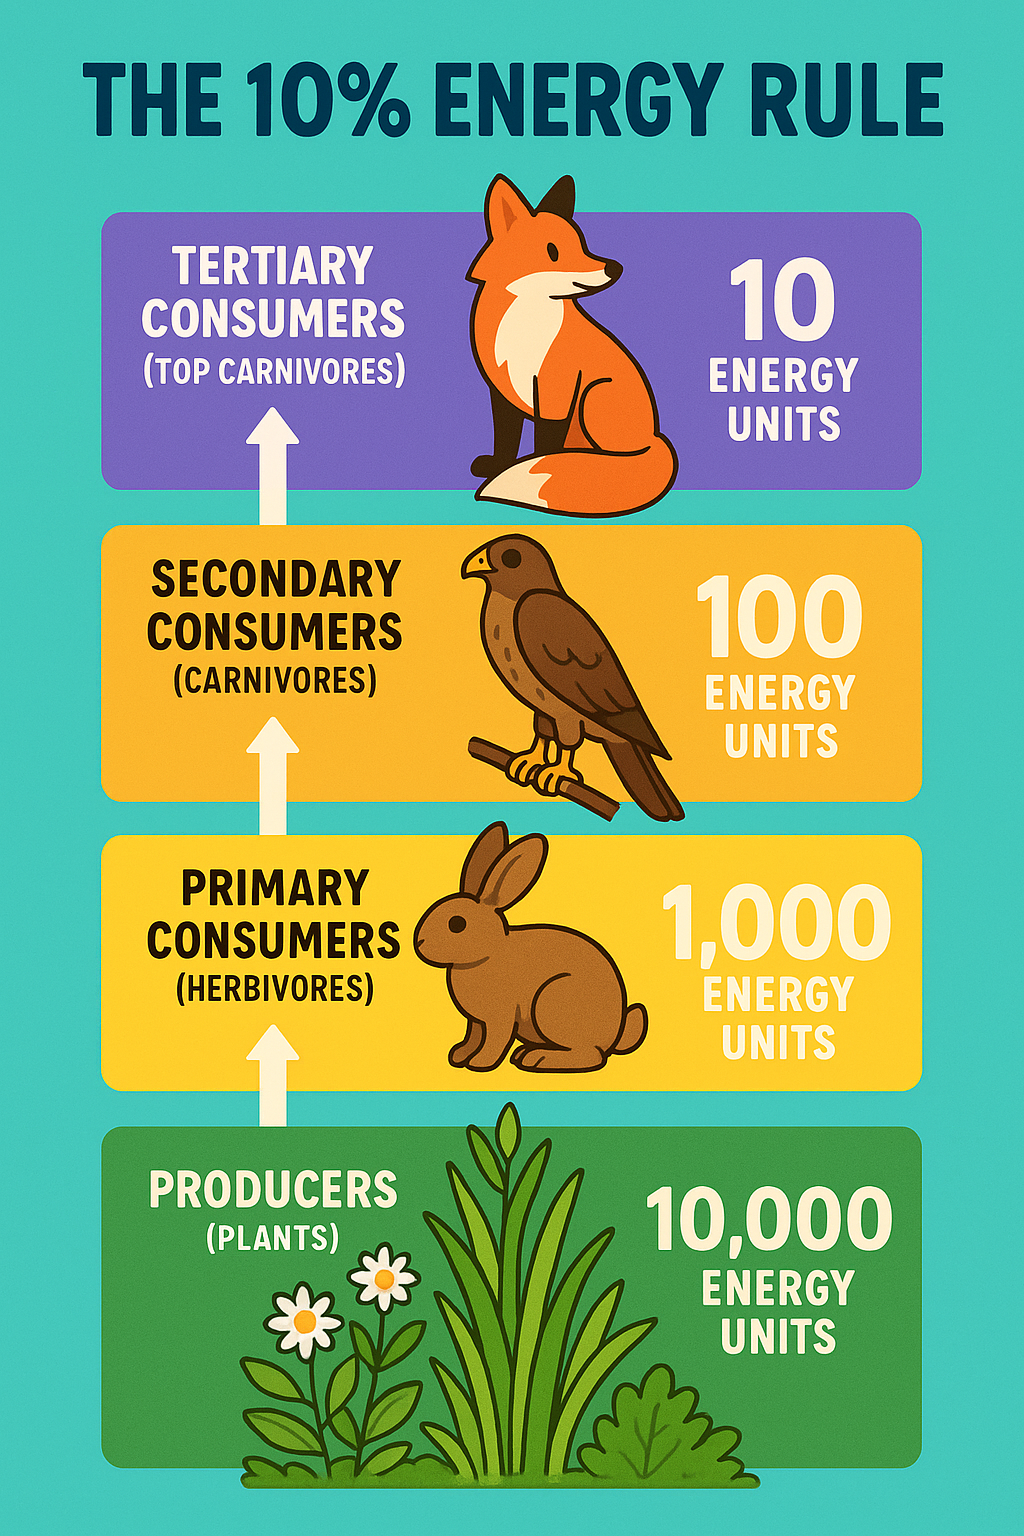 THE 10% ENERGY RULE
TERTIARY
CONSUMERS
(TOP CARNIVORES)
10
ENERGY
UNITS
SECONDARY
CONSUMERS
(CARNIVORES)
100
ENERGY
UNITS
PRIMARY
CONSUMERS
(HERBIVORES)
1,000
ENERGY
UNITS
PRODUCERS
(PLANTS)
10,000
ENERGY
UNITS